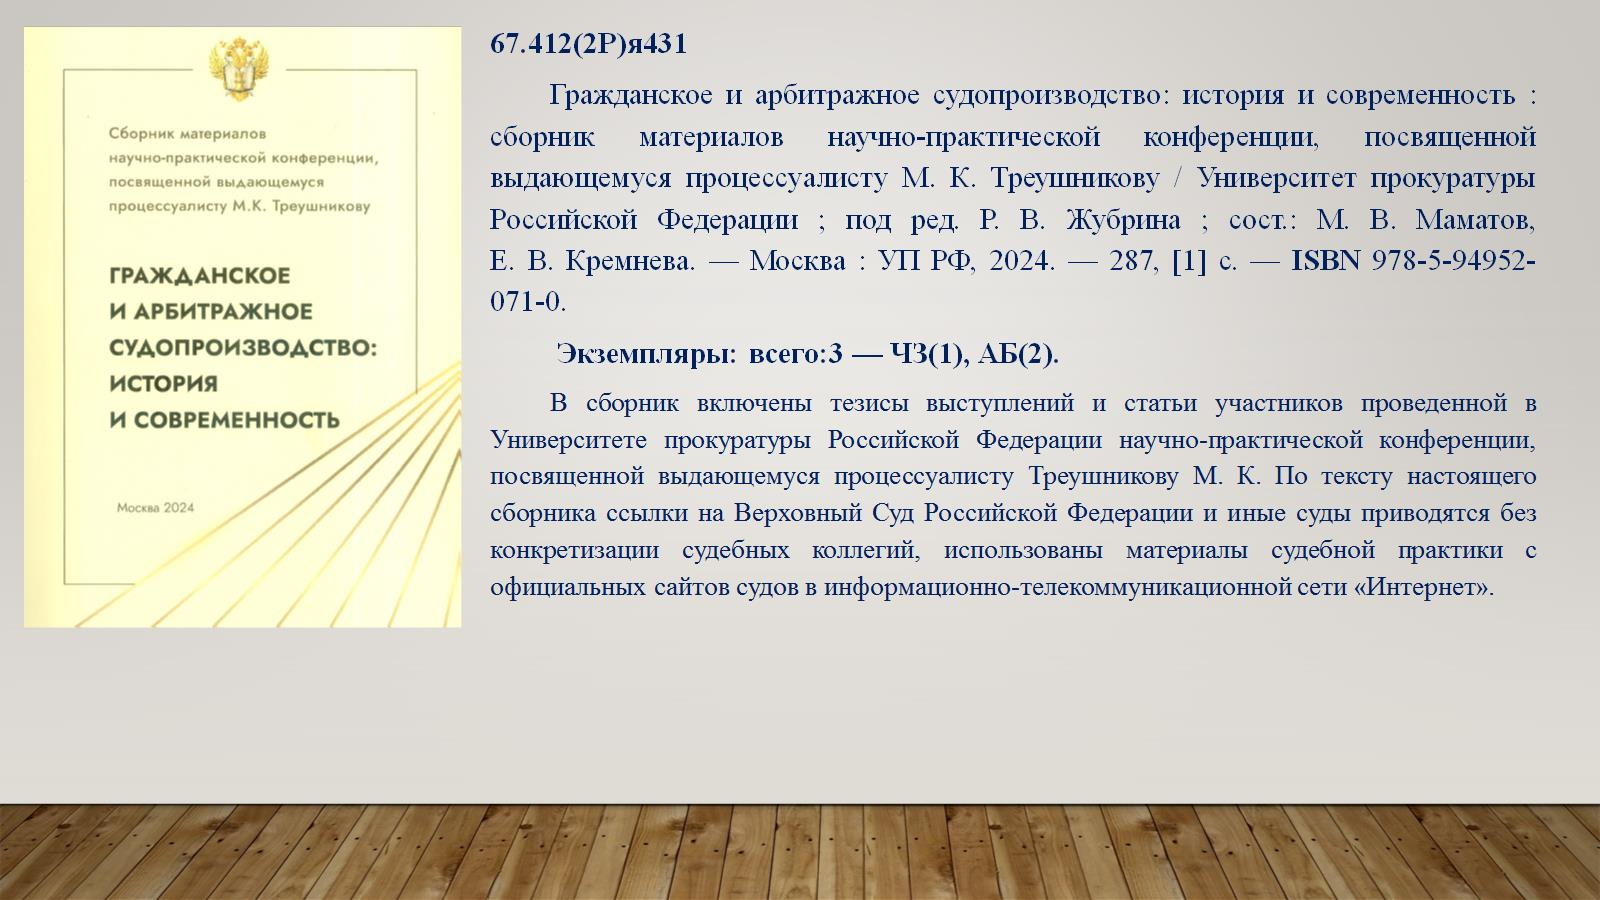 Сборник материалов
научно-практической конференции,
посвященной выдающемуся
процессуалисту М.К. Треушникову
ГРАЖДАНСКОЕ
И АРБИТРАЖНОЕ
СУДОПРОИЗВОДСТВО:
ИСТОРИЯ
И СОВРЕМЕННОСТЬ
Москва 2024
67.412(2Р)я431
Гражданское и арбитражное судопроизводство: история и современность :
сборник материалов научно-практической конференции, посвященной
выдающемуся процессуалисту М. К. Треушникову / Университет прокуратуры
Российской Федерации ; под ред. Р. В. Жубрина ; сост.: М. В. Маматов,
Е. В. Кремнева. — Москва : УП РФ, 2024. — 287, [1] с. — ISBN 978-5-94952-
071-0.
Экземпляры: всего:3 — ЧЗ(1), АБ(2).
В сборник включены тезисы выступлений и статьи участников проведенной в
Университете прокуратуры Российской Федерации научно-практической конференции,
посвященной выдающемуся процессуалисту Треушникову М. К. По тексту настоящего
сборника ссылки на Верховный Суд Российской Федерации и иные суды приводятся без
конкретизации судебных коллегий, использованы материалы судебной практики с
официальных сайтов судов в информационно-телекоммуникационной сети «Интернет».